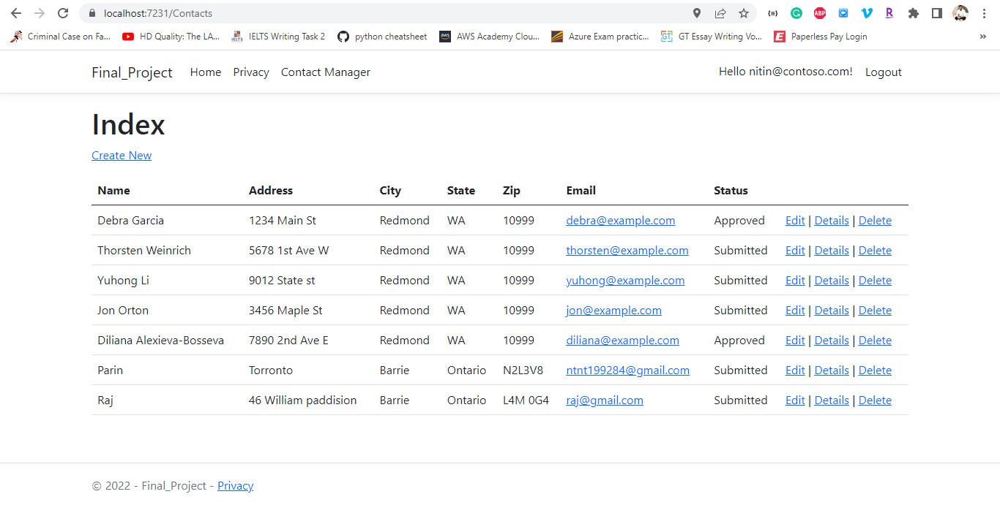 localhost:7231/Contacts
Criminal Case on Fa... HD Quality: The LA... IELTS Writing Task 2 python cheatsheet AWS Academy Clou... Azure Exam practic... GT Essay Writing Vo... Paperless Pay Login »
Final_Project Home Privacy Contact Manager Hello nitin@contoso.com! Logout
Index
Create New
Name Address City State Zip Email Status
Debra Garcia 1234 Main St Redmond WA 10999 debra@example.com Approved Edit | Details | Delete
Thorsten Weinrich 5678 1st Ave W Redmond WA 10999 thorsten@example.com Submitted Edit | Details | Delete
Yuhong Li 9012 State st Redmond WA 10999 yuhong@example.com Submitted Edit | Details | Delete
Jon Orton 3456 Maple St Redmond WA 10999 jon@example.com Submitted Edit | Details | Delete
Diliana Alexieva-Bosseva 7890 2nd Ave E Redmond WA 10999 diliana@example.com Approved Edit | Details | Delete
Parin Torronto Barrie Ontario N2L3V8 ntnt199284@gmail.com Submitted Edit | Details | Delete
Raj 46 William paddision Barrie Ontario L4M 0G4 raj@gmail.com Submitted Edit | Details | Delete
© 2022 - Final_Project - Privacy